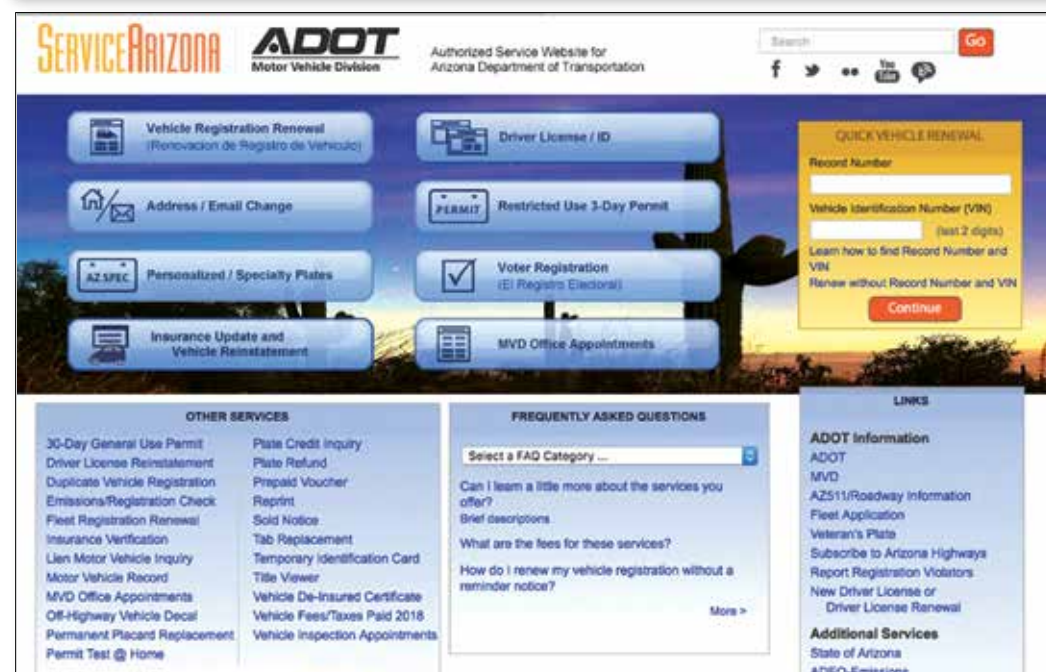 SERVICEARIZONA
ADOT
Motor Vehicle Division
Authorized Service Website for
Arizona Department of Transportation
Search
Go
f
You
Tube
Vehicle Registration Renewal
(Renovacion de Registro de Vehiculo)
Driver License / ID
Address / Email Change
PERMIT
Restricted Use 3-Day Permit
AZ SPEC
Personalized / Specialty Plates
Voter Registration
(El Registro Electoral)
Insurance Update and
Vehicle Reinstatement
MVD Office Appointments
QUICK VEHICLE RENEWAL
Record Number
Vehicle Identification Number (VIN)
(last 2 digits)
Learn how to find Record Number and
VIN
Renew without Record Number and VIN
Continue
OTHER SERVICES
30-Day General Use Permit
Driver License Reinstatement
Duplicate Vehicle Registration
Emissions/Registration Check
Fleet Registration Renewal
Insurance Verification
Lien Motor Vehicle Inquiry
Motor Vehicle Record
MVD Office Appointments
Off-Highway Vehicle Decal
Permanent Placard Replacement
Permit Test @ Home
Plate Credit Inquiry
Plate Refund
Prepaid Voucher
Reprint
Sold Notice
Tab Replacement
Temporary Identification Card
Title Viewer
Vehicle De-Insured Certificate
Vehicle Fees/Taxes Paid 2018
Vehicle Inspection Appointments
FREQUENTLY ASKED QUESTIONS
Select a FAQ Category ...
Can I learn a little more about the services you
offer?
Brief descriptions
What are the fees for these services?
How do I renew my vehicle registration without a
reminder notice?
More >
LINKS
ADOT Information
ADOT
MVD
AZ511/Roadway Information
Fleet Application
Veteran's Plate
Subscribe to Arizona Highways
Report Registration Violators
New Driver License or
Driver License Renewal
Additional Services
State of Arizona
ADEQ-Emissions